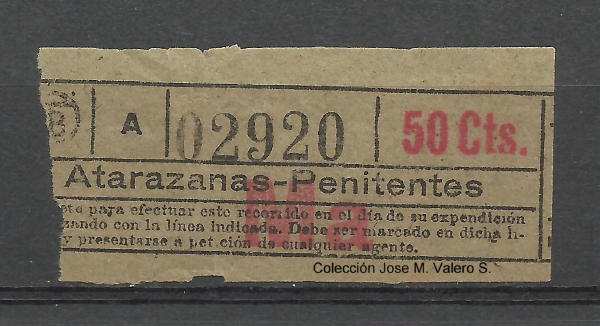 A 02920 50 Cts.
Atarazanas-Penitentes
Ma
para efectuar este recorrido en el día de su expendición
zando con la línea indicada. Debe ser marcado en dicha lí-
y presentarse a petición de cualquier agente.
Colección Jose M. Valero S.